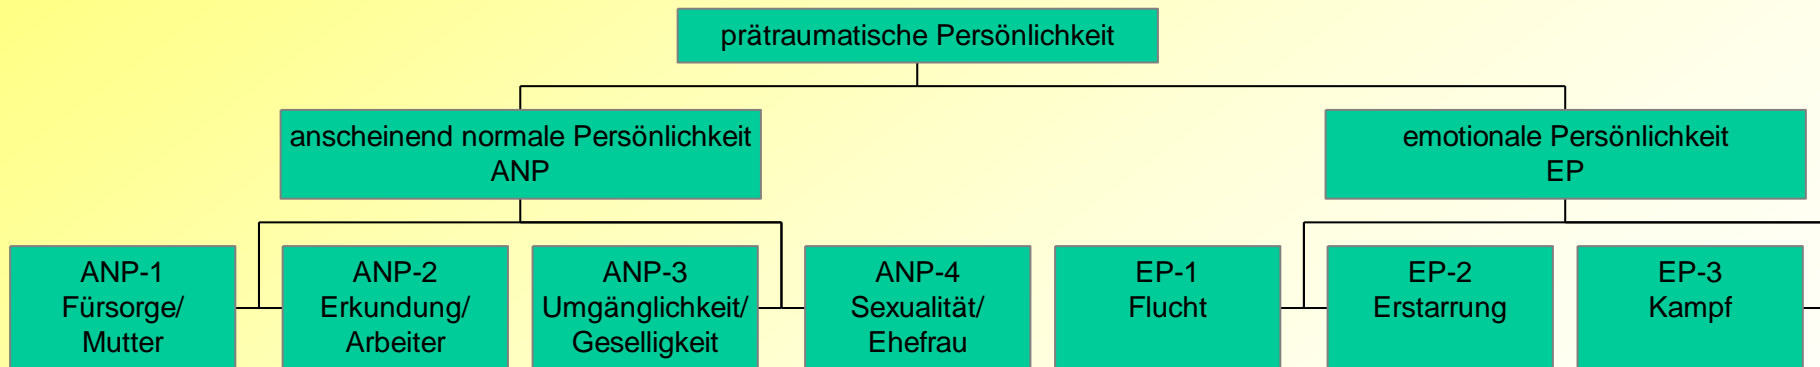 prätraumatische Persönlichkeit
anscheinend normale Persönlichkeit
ANP
emotionale Persönlichkeit
EP
ANP-1
Fürsorge/
Mutter
ANP-2
Erkundung/
Arbeiter
ANP-3
Umgänglichkeit/
Geselligkeit
ANP-4
Sexualität/
Ehefrau
EP-1
Flucht
EP-2
Erstarrung
EP-3
Kampf